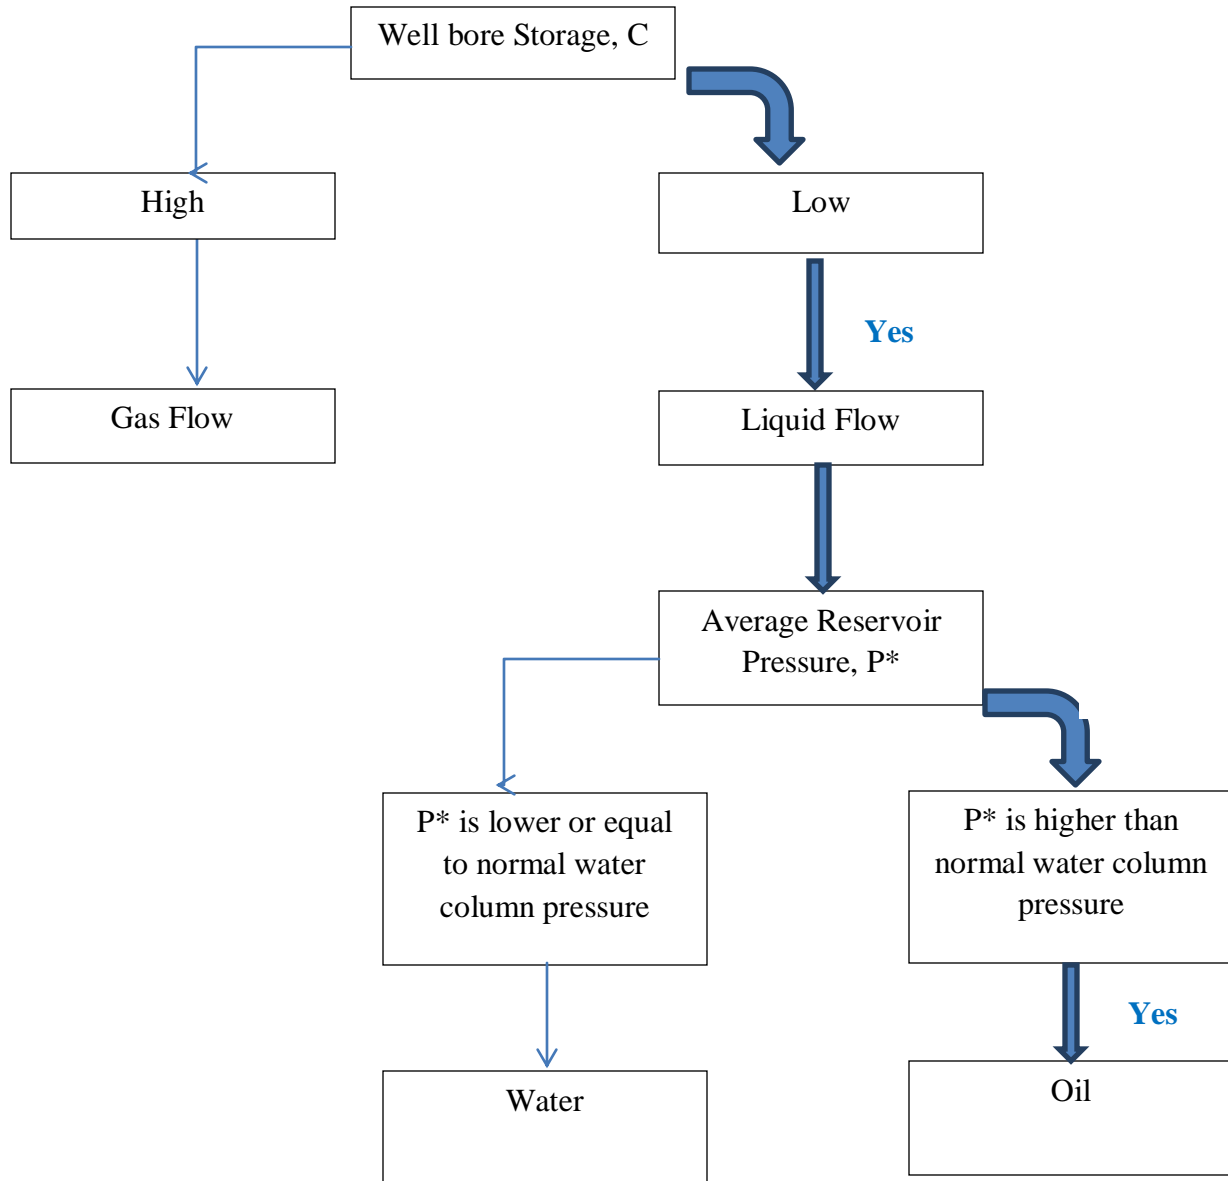 Well bore Storage, C
High
Low
Yes
Gas Flow
Liquid Flow
Average Reservoir
Pressure, P*
P* is lower or equal
to normal water
column pressure
P* is higher than
normal water column
pressure
Yes
Water
Oil